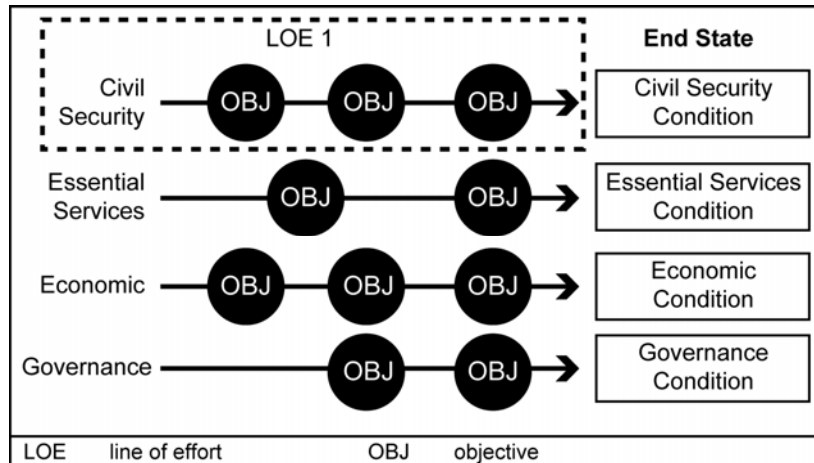 LOE 1
End State
Civil
Security
OBJ OBJ OBJ
Civil Security
Condition
Essential
Services
OBJ OBJ
Essential Services
Condition
Economic
OBJ OBJ OBJ
Economic
Condition
Governance
OBJ OBJ
Governance
Condition
LOE line of effort OBJ objective